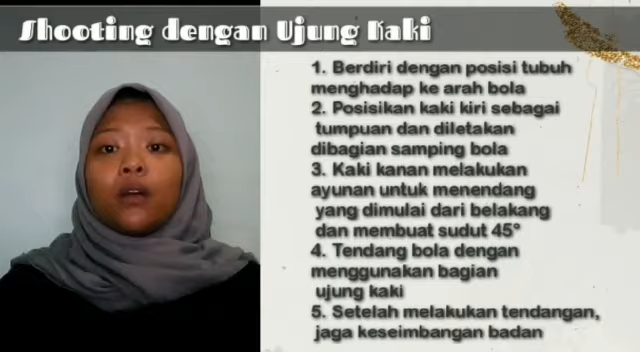 Shooting dengan Ujung Kaki
1. Berdiri dengan posisi tubuh
menghadap ke arah bola
2. Posisikan kaki kiri sebagai
tumpuan dan diletakan
dibagian samping bola
3. Kaki kanan melakukan
ayunan untuk menendang
yang dimulai dari belakang
dan membuat sudut 45°
4. Tendang bola dengan
menggunakan bagian
ujung kaki
5. Setelah melakukan tendangan,
jaga keseimbangan badan